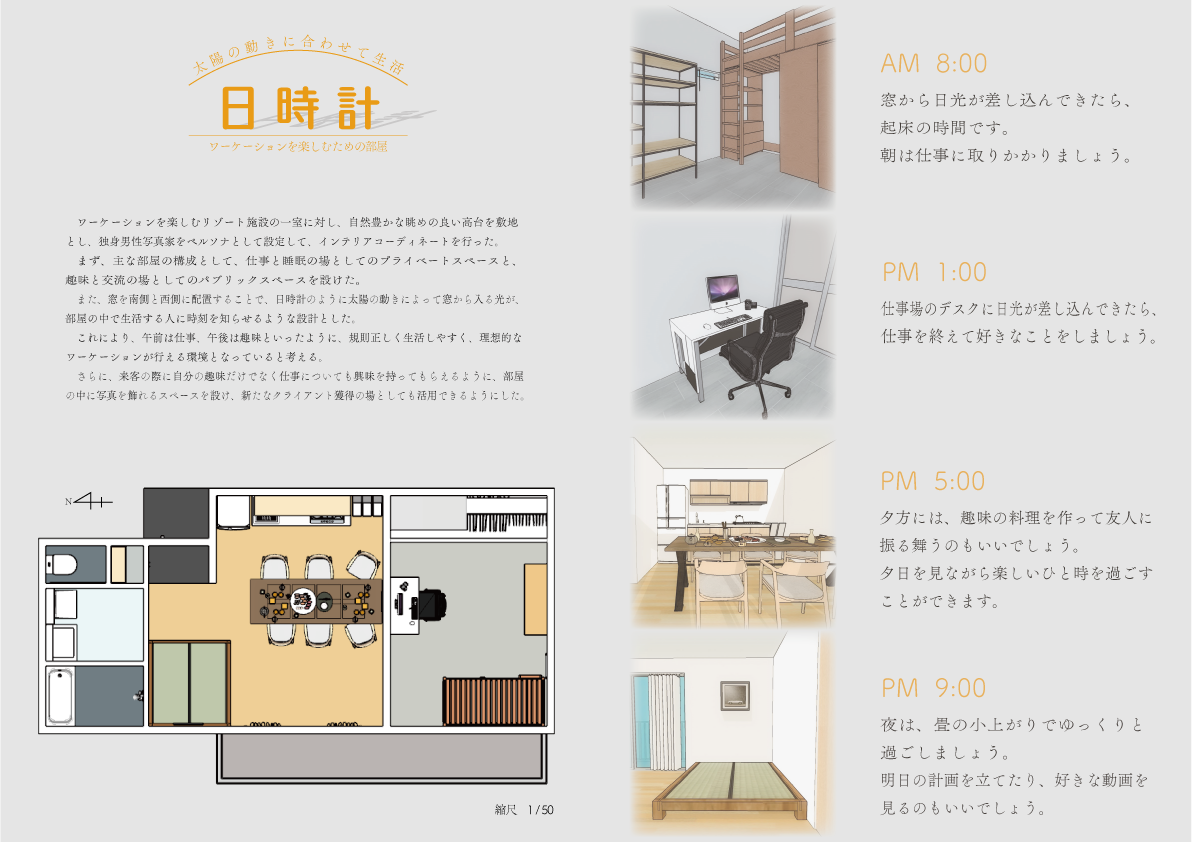 太陽の動きに合わせて生活
日時計
ワーケーションを楽しむための部屋
ワーケーションを楽しむリゾート施設の一室に対し、自然豊かな眺めの良い高台を敷地
とし、独身男性写真家をペルソナとして設定して、インテリアコーディネートを行った。
まず、主な部屋の構成として、仕事と睡眠の場としてのプライベートスペースと、
趣味と交流の場としてのパブリックスペースを設けた。
また、窓を南側と西側に配置することで、日時計のように太陽の動きによって窓から入る光が、
部屋の中で生活する人に時刻を知らせるような設計とした。
これにより、午前は仕事、午後は趣味といったように、規則正しく生活しやすく、理想的な
ワーケーションが行える環境となっていると考える。
さらに、来客の際に自分の趣味だけでなく仕事についても興味を持ってもらえるように、部屋
の中に写真を飾れるスペースを設け、新たなクライアント獲得の場としても活用できるようにした。
N
縮尺 1/50
AM 8:00
窓から日光が差し込んできたら、
起床の時間です。
朝は仕事に取りかかりましょう。
PM 1:00
仕事場のデスクに日光が差し込んできたら、
仕事を終えて好きなことをしましょう。
PM 5:00
夕方には、趣味の料理を作って友人に
振る舞うのもいいでしょう。
夕日を見ながら楽しいひと時を過ごす
ことができます。
PM 9:00
夜は、畳の小上がりでゆっくりと
過ごしましょう。
明日の計画を立てたり、好きな動画を
見るのもいいでしょう。